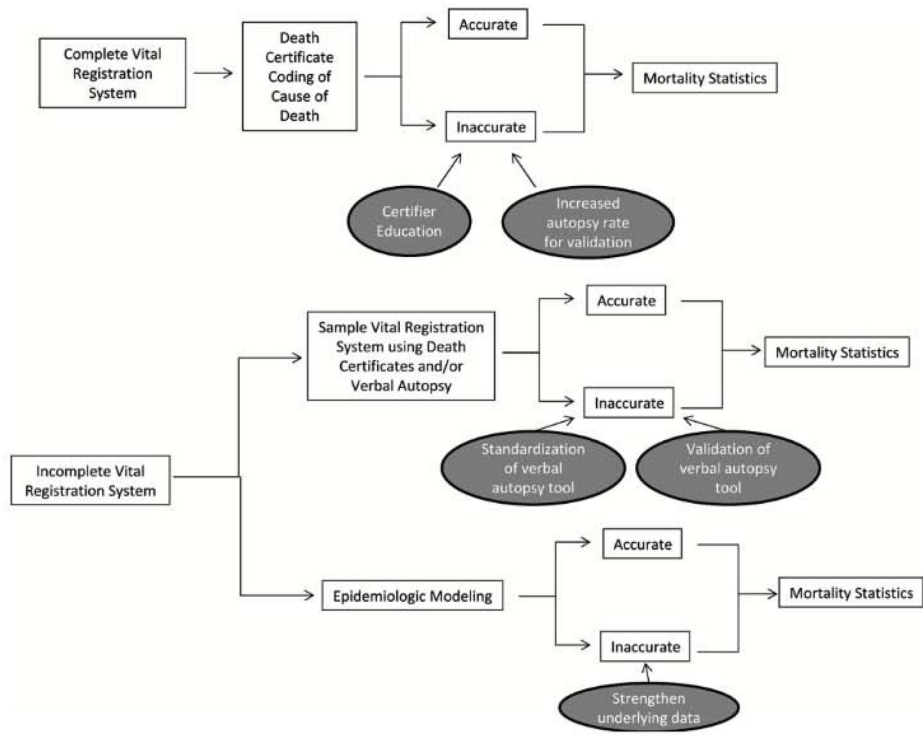 Complete Vital
Registration
System
Death
Certificate
Coding of
Cause of
Death
Accurate
Inaccurate
Mortality Statistics
Certifier
Education
Increased
autopsy rate
for validation
Incomplete Vital
Registration System
Sample Vital Registration
System using Death
Certificates and/or
Verbal Autopsy
Accurate
Inaccurate
Mortality Statistics
Standardization
of verbal
autopsy tool
Validation of
verbal autopsy
tool
Epidemiologic Modeling
Accurate
Inaccurate
Mortality Statistics
Strengthen
underlying data